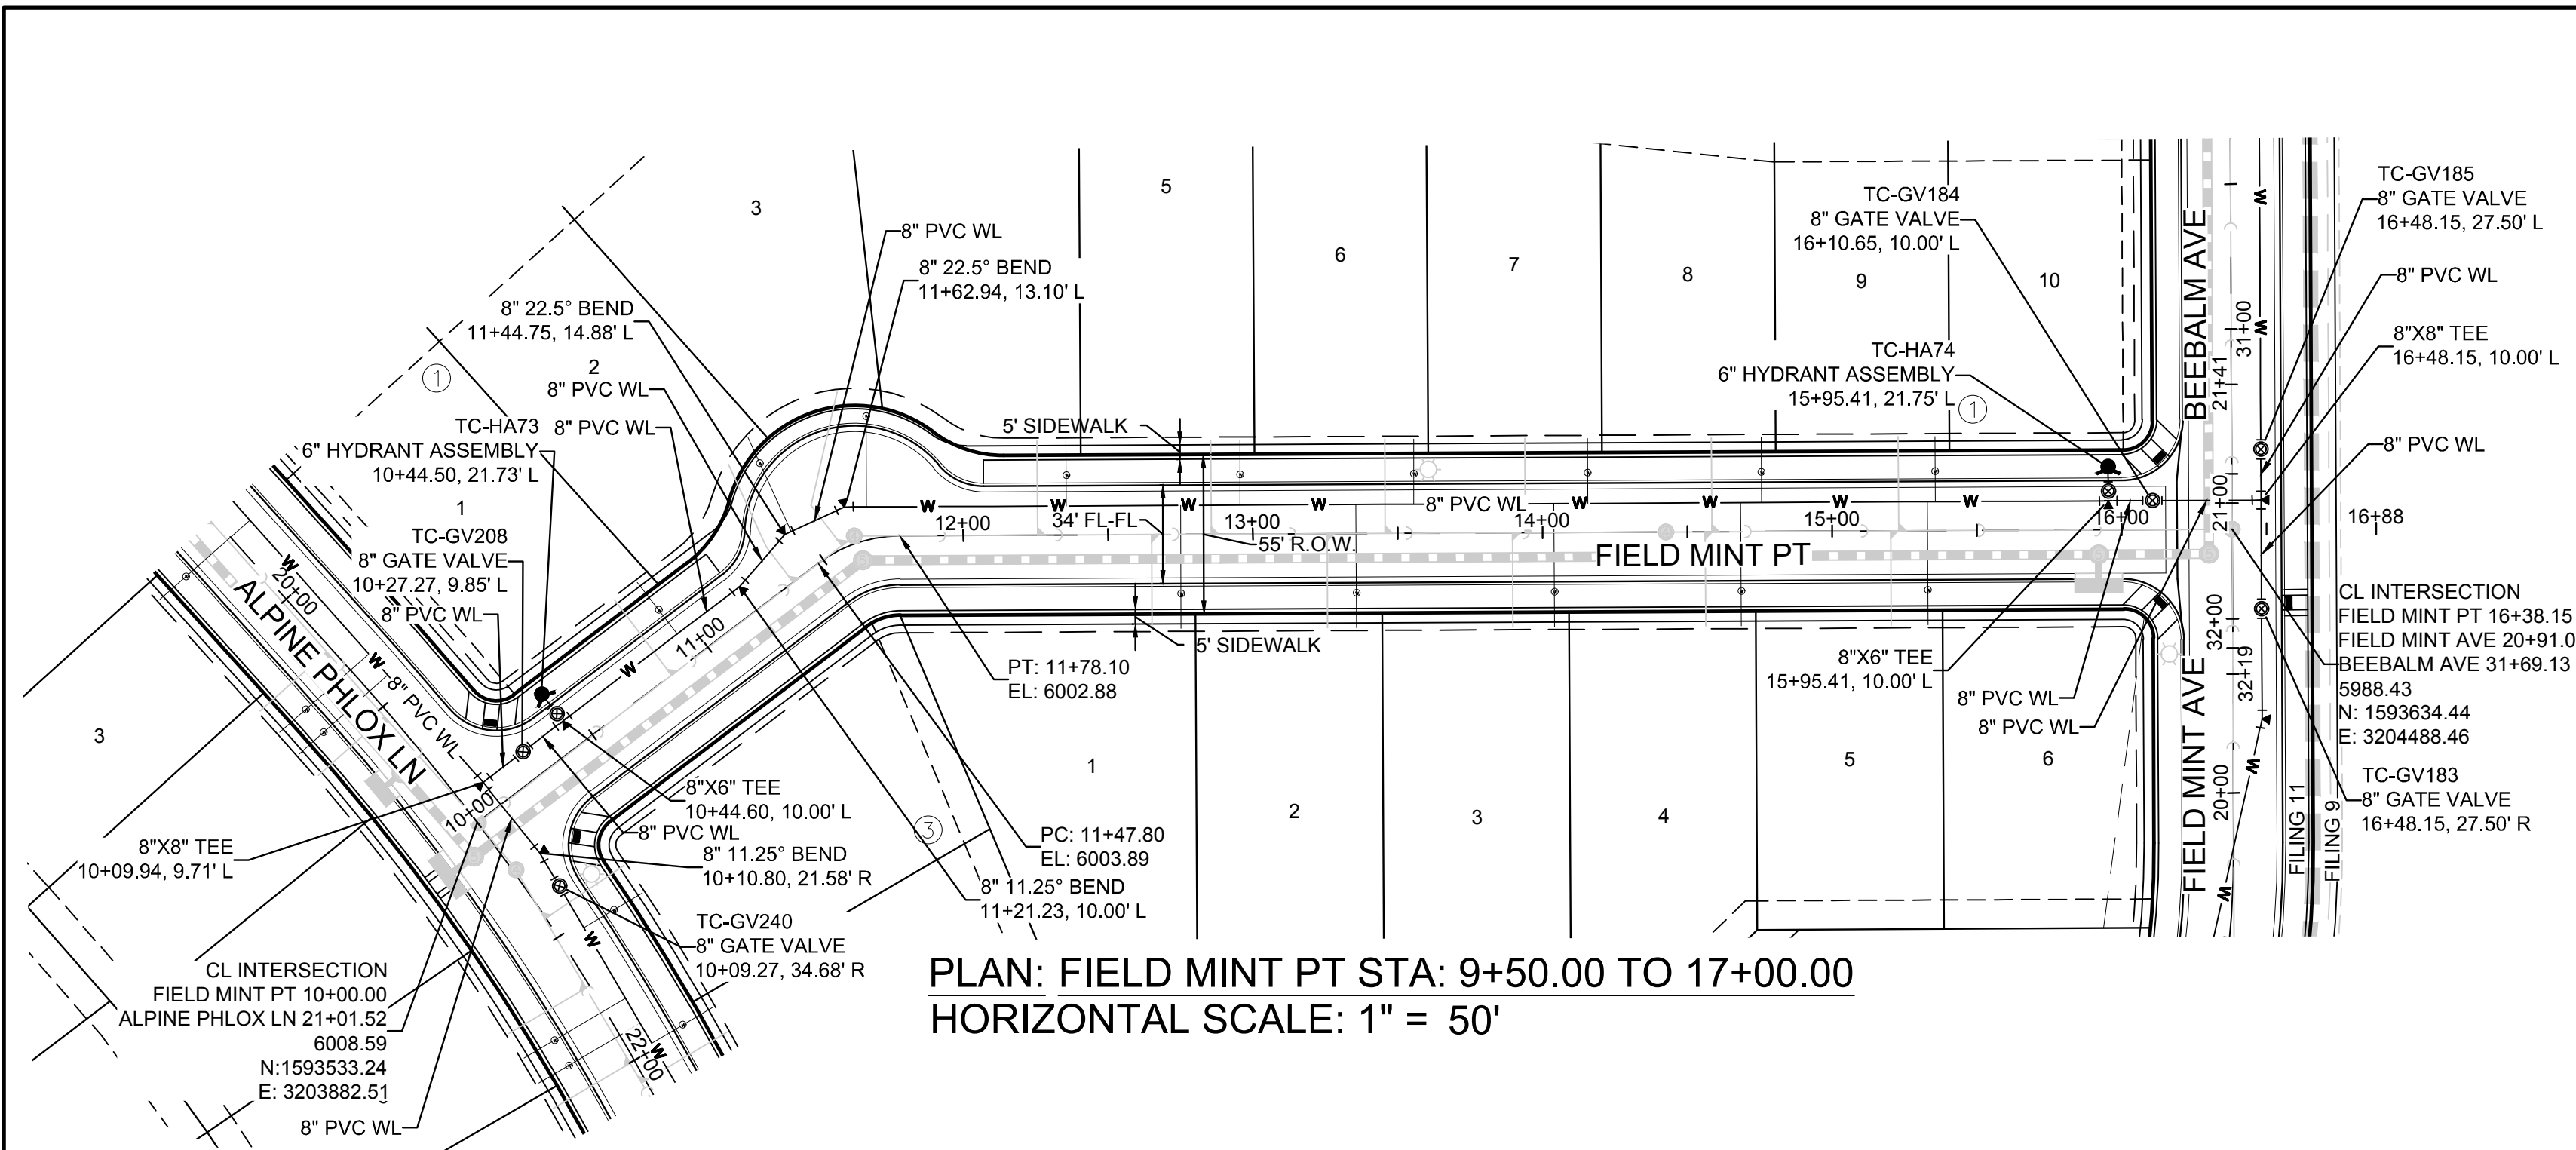 3
5
6
7
8
9
10
TC-GV185
8" GATE VALVE
16+48.15, 27.50' L
TC-GV184
8" GATE VALVE
16+10.65, 10.00' L
8" PVC WL
8" 22.5° BEND
11+62.94, 13.10' L
8" PVC WL
8" 22.5° BEND
11+44.75, 14.88' L
8"X8" TEE
16+48.15, 10.00' L
2
8" PVC WL
1
TC-HA74
6" HYDRANT ASSEMBLY
15+95.41, 21.75' L
1
BEEBALM AVE
31+00
21+41
TC-HA73
6" HYDRANT ASSEMBLY
10+44.50, 21.73' L
8" PVC WL
5' SIDEWALK
8" PVC WL
1
TC-GV208
8" GATE VALVE
10+27.27, 9.85' L
8" PVC WL
W
W
W
W
8" PVC WL
W
W
W
W
W
W
12+00
34' FL-FL
13+00
14+00
15+00
16+00
21+00
16+88
55' R.O.W.
FIELD MINT PT
W
20+00
ALPINE PHLOX LN
W
8" PVC WL
W
11+00
5' SIDEWALK
PT: 11+78.10
EL: 6002.88
8"X6" TEE
15+95.41, 10.00' L
8" PVC WL
8" PVC WL
32+00
32+19
FIELD MINT AVE
20+00
W
W
CL INTERSECTION
FIELD MINT PT 16+38.15
FIELD MINT AVE 20+91.0
BEEBALM AVE 31+69.13
5988.43
N: 1593634.44
E: 3204488.46
TC-GV183
8" GATE VALVE
16+48.15, 27.50' R
FILING 11
FILING 9
3
1
2
3
4
5
6
3
10+00
8"X6" TEE
10+44.60, 10.00' L
8" PVC WL
8" 11.25° BEND
10+10.80, 21.58' R
8"X8" TEE
10+09.94, 9.71' L
PC: 11+47.80
EL: 6003.89
8" 11.25° BEND
11+21.23, 10.00' L
TC-GV240
8" GATE VALVE
10+09.27, 34.68' R
W
W
22+00
CL INTERSECTION
FIELD MINT PT 10+00.00
ALPINE PHLOX LN 21+01.52
6008.59
N:1593533.24
E: 3203882.51
8" PVC WL
PLAN: FIELD MINT PT STA: 9+50.00 TO 17+00.00
HORIZONTAL SCALE: 1" = 50'